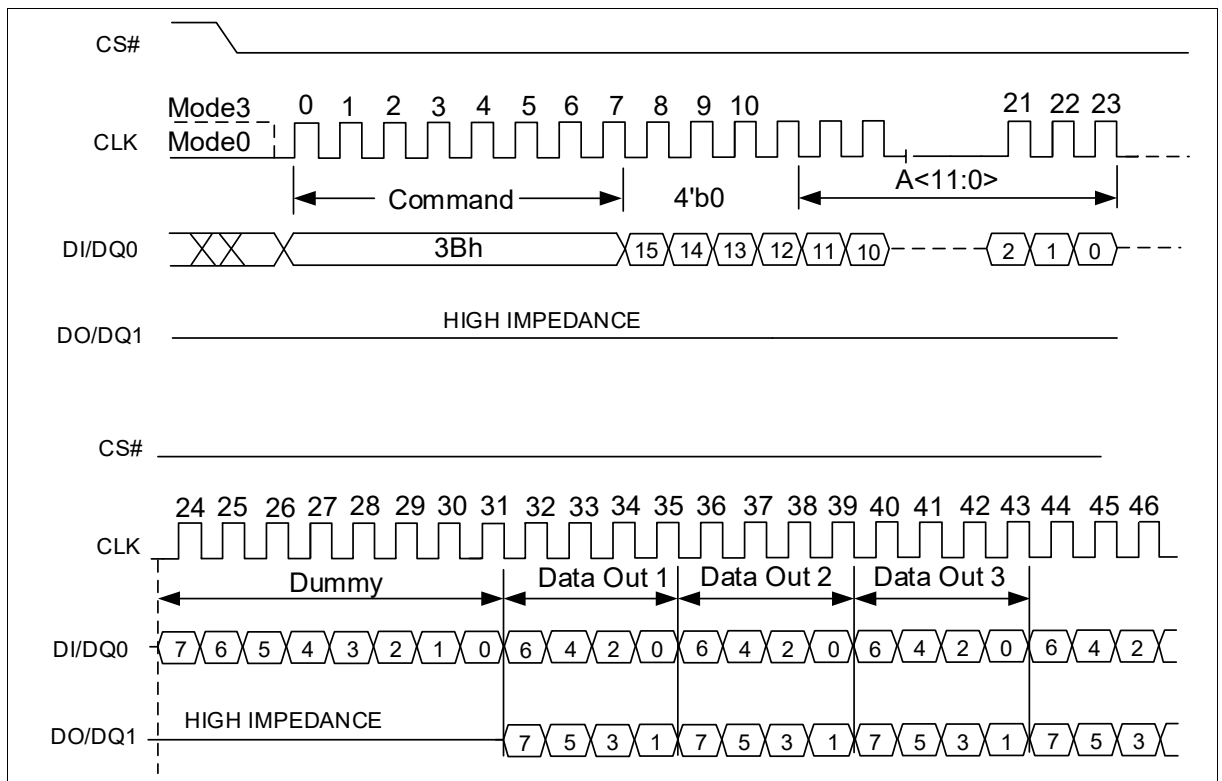 CS#
Mode3 0 1 2 3 4 5 6 7 8 9 10 21 22 23
CLK Mode0
Command 4'b0 A<11:0>
DI/DQ0 3Bh 15 14 13 12 11 10 2 1 0
HIGH IMPEDANCE
DO/DQ1
CS#
24 25 26 27 28 29 30 31 32 33 34 35 36 37 38 39 40 41 42 43 44 45 46
CLK
Dummy Data Out 1 Data Out 2 Data Out 3
DI/DQ0 7 6 5 4 3 2 1 0 6 4 2 0 6 4 2 0 6 4 2 0 6 4 2
HIGH IMPEDANCE
DO/DQ1 7 5 3 1 7 5 3 1 7 5 3 1 7 5 3